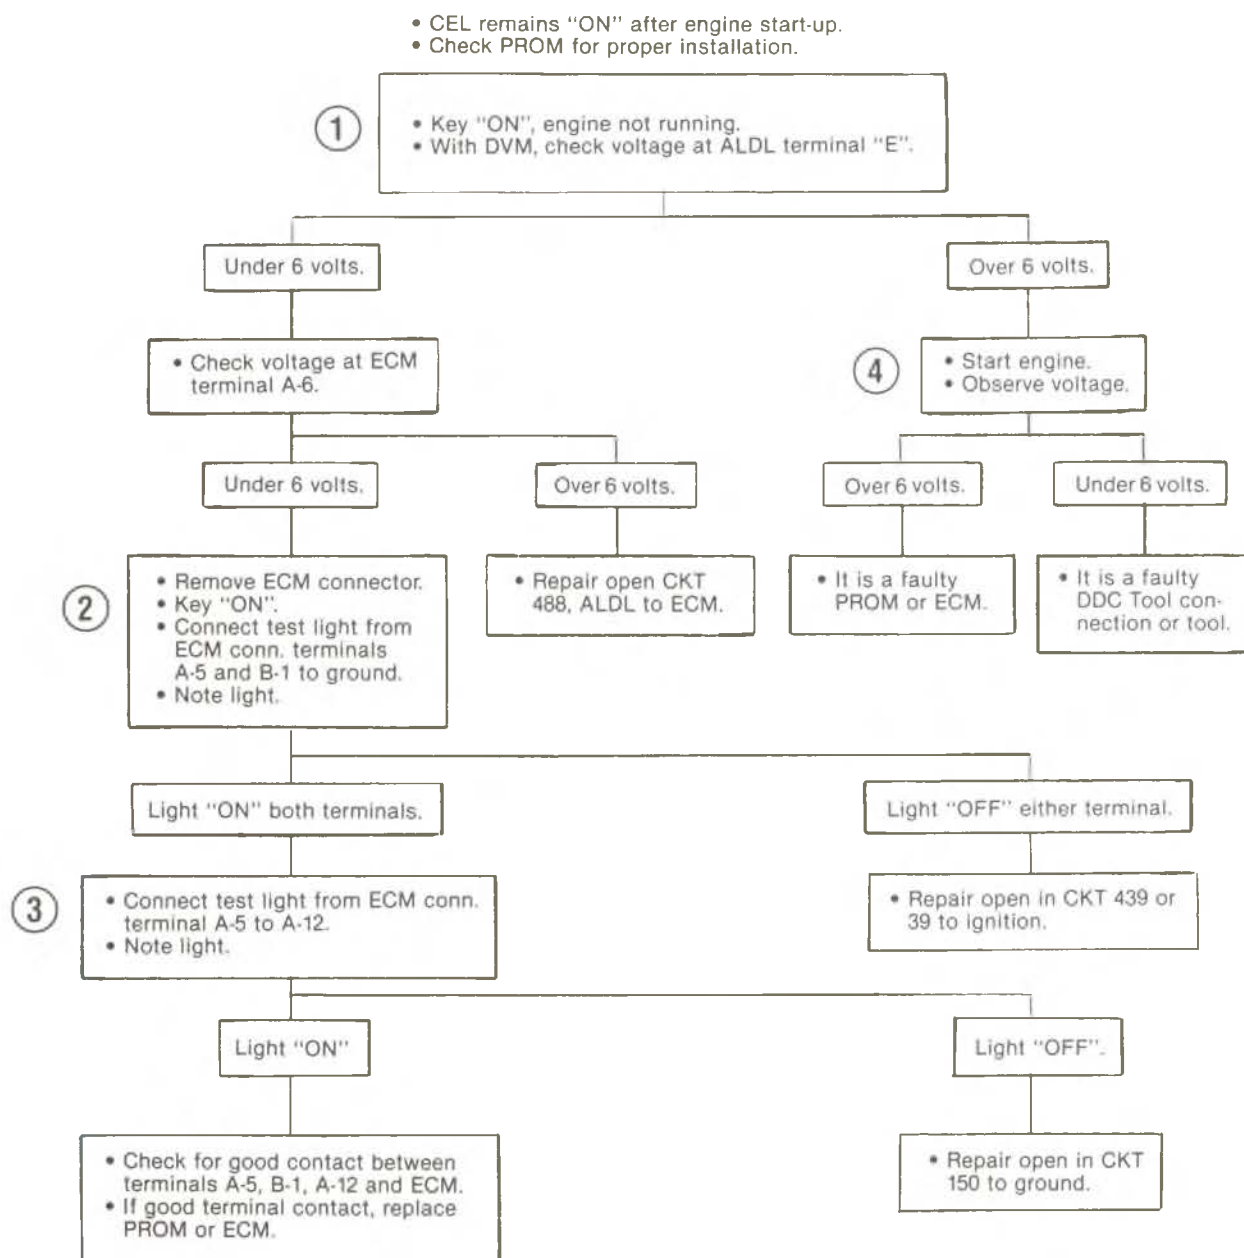 • CEL remains "ON" after engine start-up.
• Check PROM for proper installation.
1
• Key "ON", engine not running.
• With DVM, check voltage at ALDL terminal "E".
Under 6 volts.
Over 6 volts.
• Check voltage at ECM
terminal A-6.
4
• Start engine.
• Observe voltage.
Under 6 volts.
Over 6 volts.
Over 6 volts.
Under 6 volts.
2
• Remove ECM connector.
• Key "ON".
• Connect test light from
ECM conn. terminals
A-5 and B-1 to ground.
• Note light.
• Repair open CKT
488, ALDL to ECM.
• It is a faulty
PROM or ECM.
• It is a faulty
DDC Tool con-
nection or tool.
Light "ON" both terminals.
Light "OFF" either terminal.
3
• Connect test light from ECM conn.
terminal A-5 to A-12.
• Note light.
• Repair open in CKT 439 or
39 to ignition.
Light "ON"
Light "OFF".
• Check for good contact between
terminals A-5, B-1, A-12 and ECM.
• If good terminal contact, replace
PROM or ECM.
• Repair open in CKT
150 to ground.